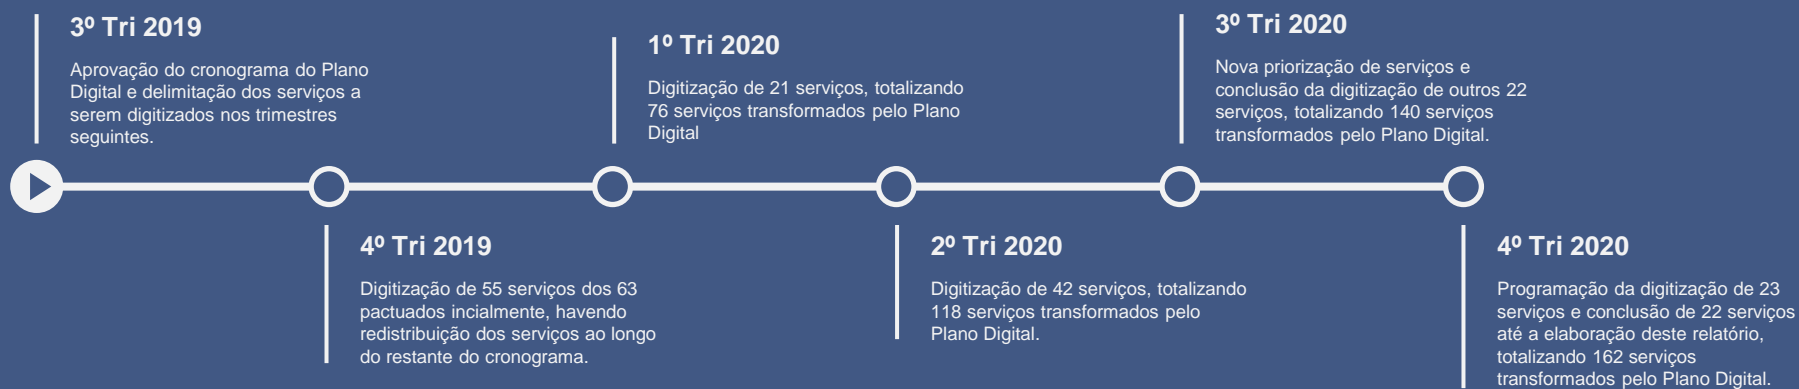 3º Tri 2019
Aprovação do cronograma do Plano
Digital e delimitação dos serviços a
serem digitizados nos trimestres
seguintes.
4º Tri 2019
Digitização de 55 serviços dos 63
pactuados incialmente, havendo
redistribuição dos serviços ao longo
do restante do cronograma.
1º Tri 2020
Digitização de 21 serviços, totalizando
76 serviços transformados pelo Plano
Digital
2º Tri 2020
Digitização de 42 serviços, totalizando
118 serviços transformados pelo
Plano Digital.
3º Tri 2020
Nova priorização de serviços e
conclusão da digitização de outros 22
serviços, totalizando 140 serviços
transformados pelo Plano Digital.
4º Tri 2020
Programação da digitização de 23
serviços e conclusão de 22 serviços
até a elaboração deste relatório,
totalizando 162 serviços
transformados pelo Plano Digital.